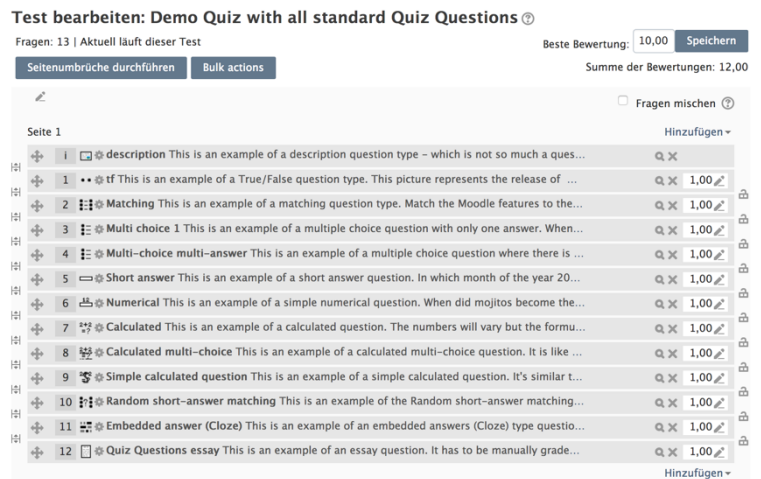 Test bearbeiten: Demo Quiz with all standard Quiz Questions
Fragen: 13 | Aktuell läuft dieser Test
Beste Bewertung: 10,00 Speichern
Seitenumbrüche durchführen Bulk actions Summe der Bewertungen: 12,00
Fragen mischen
Seite 1 Hinzufügen
i description This is an example of a description question type – which is not so much a ques...
1 tf This is an example of a True/False question type. This picture represents the release of ... 1,00
2 Matching This is an example of a matching question type. Match the Moodle features to the... 1,00
3 Multi choice 1 This is an example of a multiple choice question with only one answer. When... 1,00
4 Multi-choice multi-answer This is an example of a multiple choice question where there is ... 1,00
5 Short answer This is an example of a short answer question. In which month of the year 20... 1,00
6 Numerical This is an example of a simple numerical question. When did mojitos become the... 1,00
7 Calculated This is an example of a calculated question. The numbers will vary but the formu... 1,00
8 Calculated multi-choice This is an example of a calculated multi-choice question. It is like ... 1,00
9 Simple calculated question This is an example of a simple calculated question. It's similar t... 1,00
10 Random short-answer matching This is an example of the Random short-answer matching... 1,00
11 Embedded answer (Cloze) This is an example of an embedded answers (Cloze) type questio... 1,00
12 Quiz Questions essay This is an example of an essay question. It has to be manually grade... 1,00
Hinzufügen